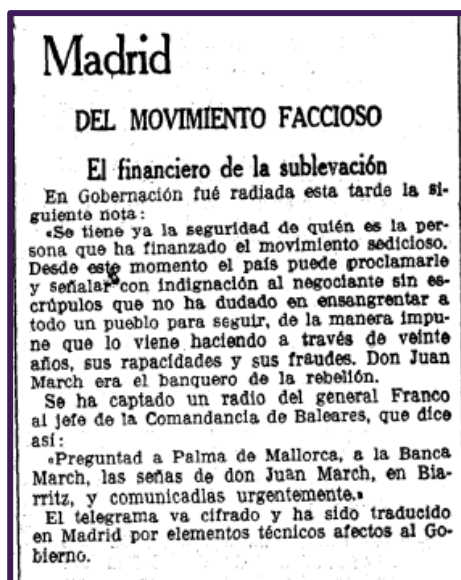 Madrid
DEL MOVIMIENTO FACCIOSO
El financiero de la sublevación
En Gobernación fué radiada esta tarde la si-
guiente nota:
«Se tiene ya la seguridad de quién es la per-
sona que ha finanzado el movimiento sedicioso.
Desde este momento el país puede proclamarle
y señalar con indignación al negociante sin es-
crúpulos que no ha dudado en ensangrentar a
todo un pueblo para seguir, de la manera impu-
ne que lo viene haciendo a través de veinte
años, sus rapacidades y sus fraudes. Don Juan
March era el banquero de la rebelión.
Se ha captado un radio del general Franco
al jefe de la Comandancia de Baleares, que dice
así:
«Preguntad a Palma de Mallorca, a la Banca
March, las señas de don Juan March, en Bia-
rritz, y comunicadlas urgentemente.»
El telegrama va cifrado y ha sido traducido
en Madrid por elementos técnicos afectos al Go-
bierno.